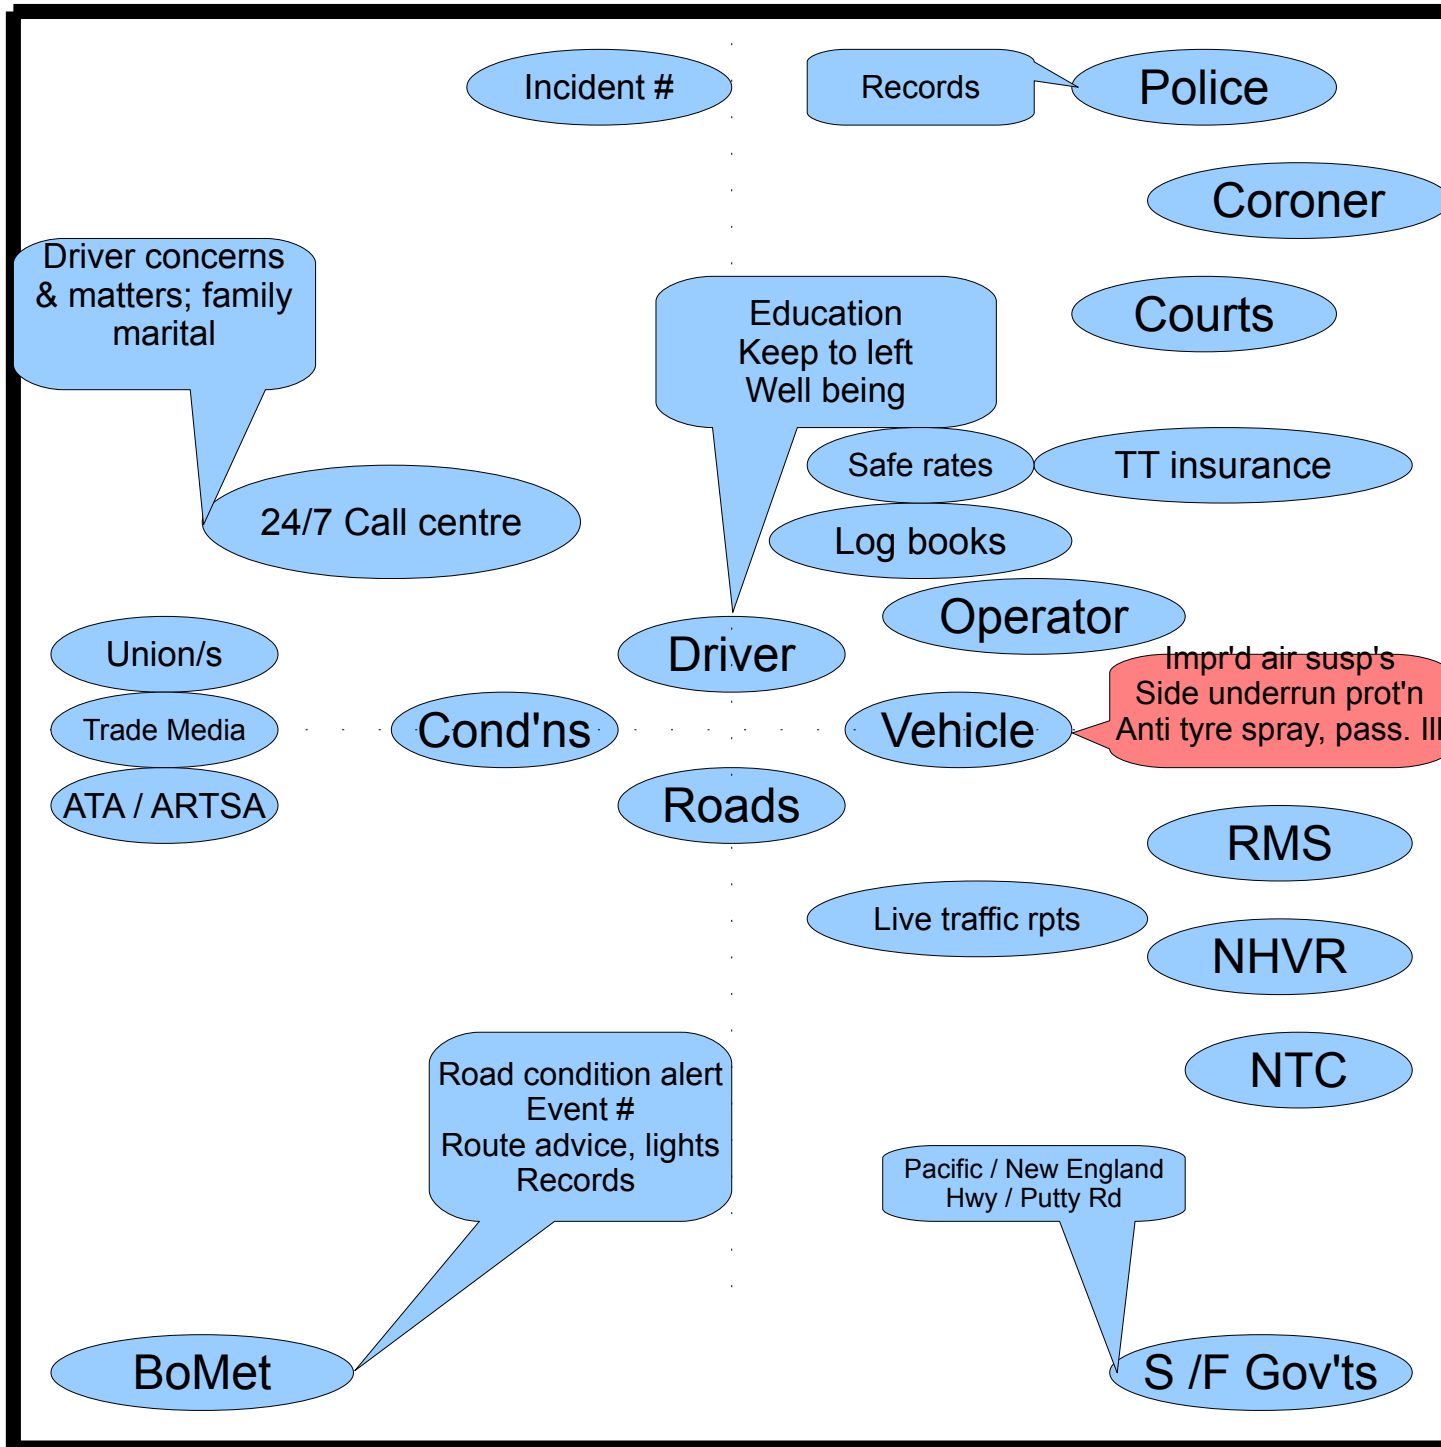 Incident #
Records
Police
Coroner
Driver concerns
& matters; family
marital
Education
Keep to left
Well being
Courts
Safe rates
TT insurance
24/7 Call centre
Log books
Operator
Union/s
Driver
Impr'd air susp's
Side underrun prot'n
Anti tyre spray, pass. Ill
Trade Media
Cond'ns
Vehicle
ATA / ARTSA
Roads
RMS
Live traffic rpts
NHVR
NTC
Road condition alert
Event #
Route advice, lights
Records
Pacific / New England
Hwy / Putty Rd
BoMet
S /F Gov'ts